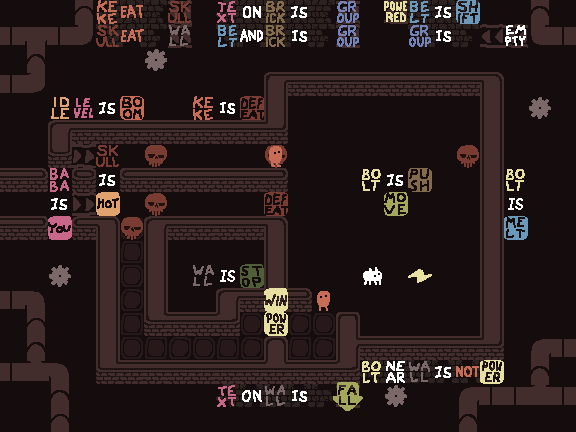 KEKE EAT SKULL TEXT ON BRICK IS GROUP POWERED BELT IS SHIFT
SKULL EAT WALL BELT AND BRICK IS GROUP GROUP IS EMPTY
IDLE LEVEL IS BOOM KEKE IS DEFEAT
SKULL
BABA IS BOLT IS PUSH BOLT
IS HOT DEFEAT MOVE IS
YOU MELT
WALL IS STOP
WIN
POWER
BOLT NEAR WALL IS NOT POWER
TEXT ON WALL IS FALL